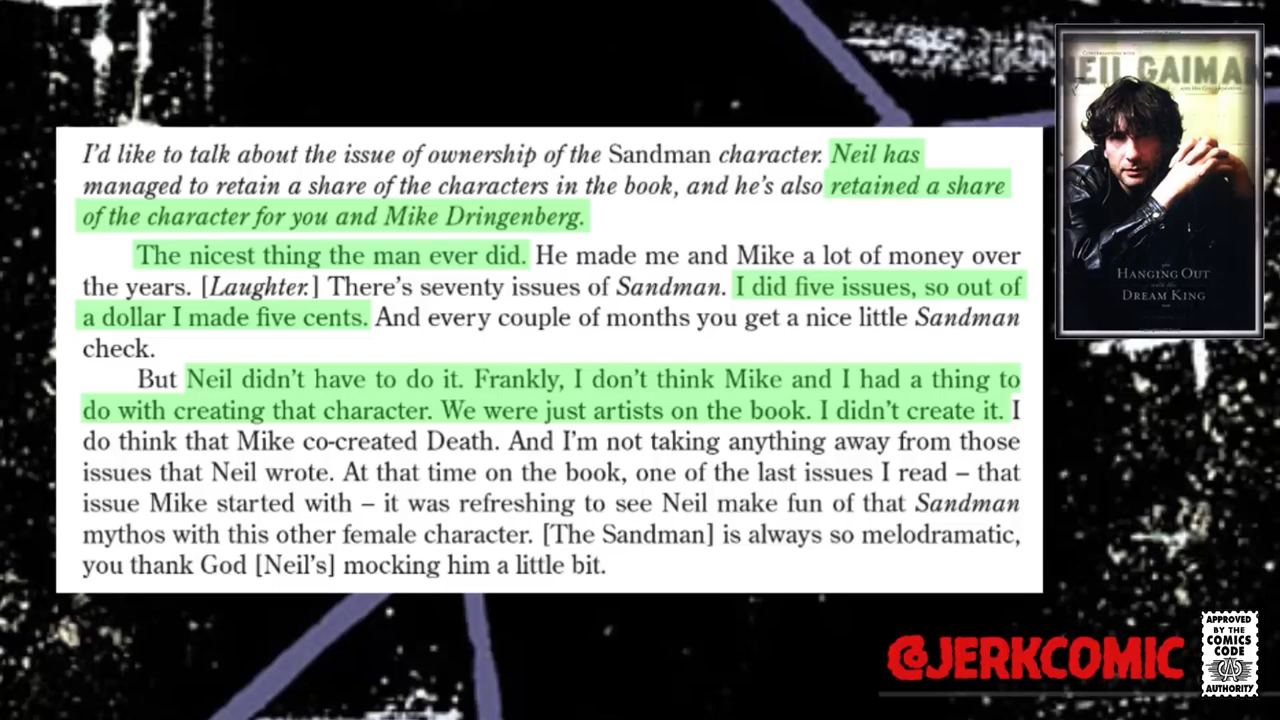 I'd like to talk about the issue of ownership of the Sandman character. Neil has
managed to retain a share of the characters in the book, and he's also retained a share
of the character for you and Mike Dringenberg.
The nicest thing the man ever did. He made me and Mike a lot of money over
the years. [Laughter.] There's seventy issues of Sandman. I did five issues, so out of
a dollar I made five cents. And every couple of months you get a nice little Sandman
check.
But Neil didn't have to do it. Frankly, I don't think Mike and I had a thing to
do with creating that character. We were just artists on the book. I didn't create it. I
do think that Mike co-created Death. And I'm not taking anything away from those
issues that Neil wrote. At that time on the book, one of the last issues I read – that
issue Mike started with – it was refreshing to see Neil make fun of that Sandman
mythos with this other female character. [The Sandman] is always so melodramatic,
you thank God [Neil's] mocking him a little bit.
CONVERSATIONS WITH
NEIL GAIMAN
HANGING OUT
with the
DREAM KING
@JERKCOMIC
APPROVED
BY THE
COMICS
CODE
AUTHORITY